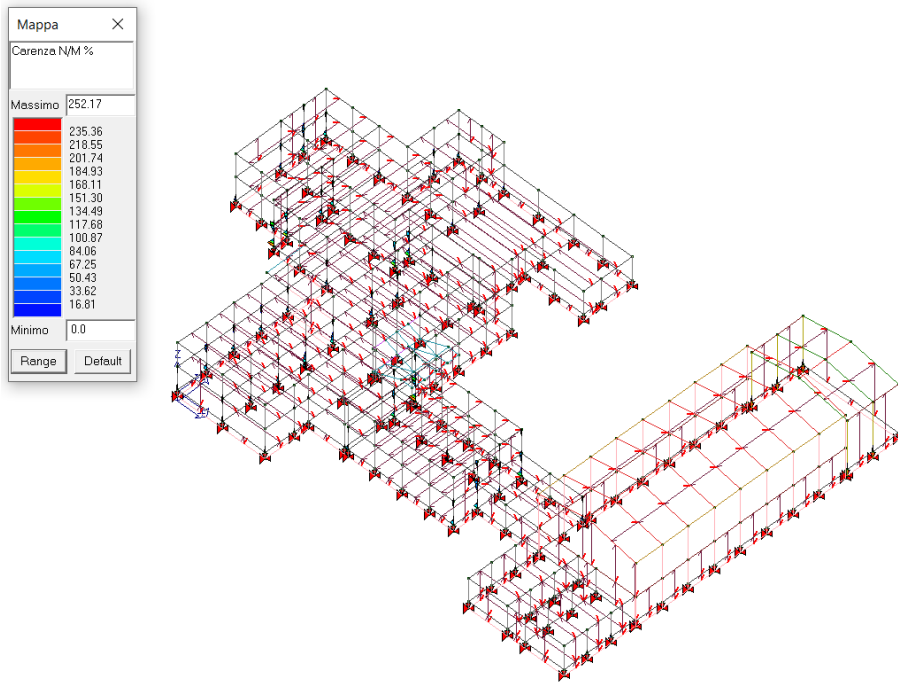 Mappa
Carenza N/M %
Massimo 252.17
235.36
218.55
201.74
184.93
168.11
151.30
134.49
117.68
100.87
84.06
67.25
50.43
33.62
16.81
Minimo 0.0
Range Default
Z